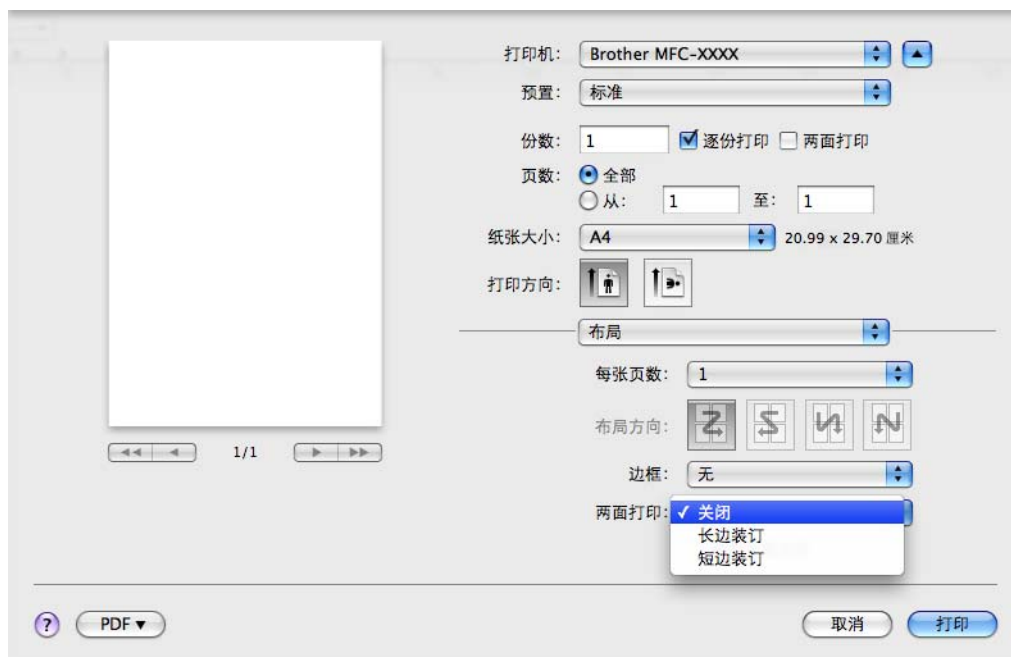 打印机: Brother MFC-XXXX
预置: 标准
份数: 1 逐份打印 两面打印
页数: 全部
从: 1 至: 1
纸张大小: A4 20.99 x 29.70 厘米
打印方向:
布局
每张页数: 1
布局方向:
1/1
边框: 无
两面打印: ✓ 关闭
长边装订
短边装订
? PDF ▾ 取消 打印